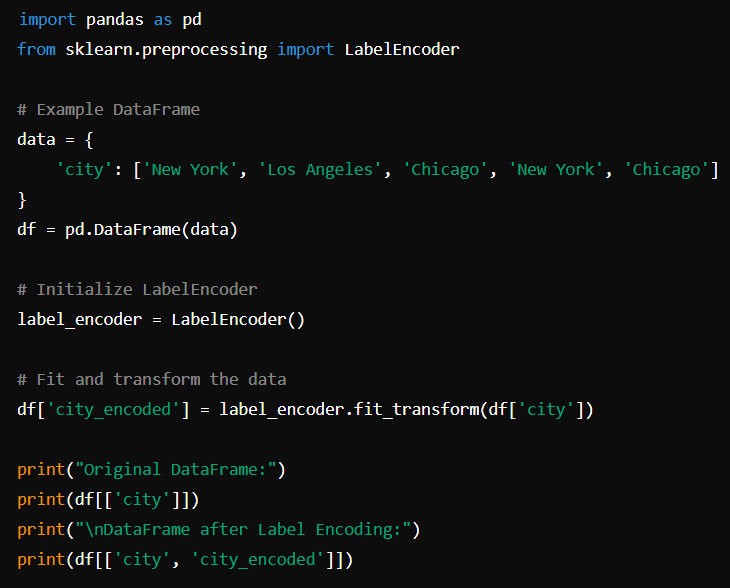 import pandas as pd
from sklearn.preprocessing import LabelEncoder
# Example DataFrame
data = {
    'city': ['New York', 'Los Angeles', 'Chicago', 'New York', 'Chicago']
}
df = pd.DataFrame(data)
# Initialize LabelEncoder
label_encoder = LabelEncoder()
# Fit and transform the data
df['city_encoded'] = label_encoder.fit_transform(df['city'])
print("Original DataFrame:")
print(df[['city']])
print("\nDataFrame after Label Encoding:")
print(df[['city', 'city_encoded']])